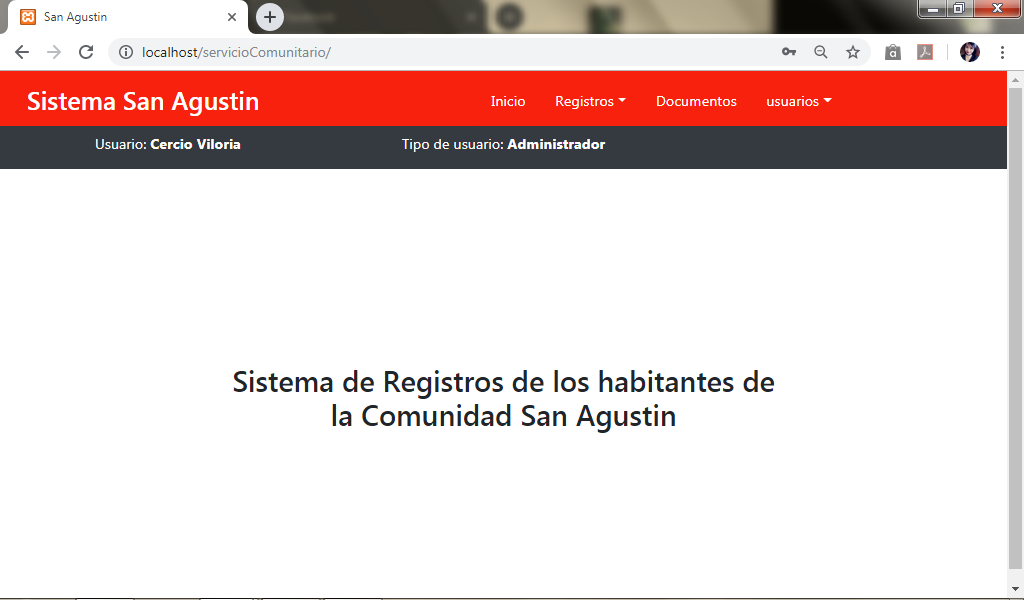 San Agustin
localhost/servicioComunitario/
Sistema San Agustin
Inicio
Registros
Documentos
usuarios
Usuario: Cercio Viloria
Tipo de usuario: Administrador
Sistema de Registros de los habitantes de
la Comunidad San Agustin